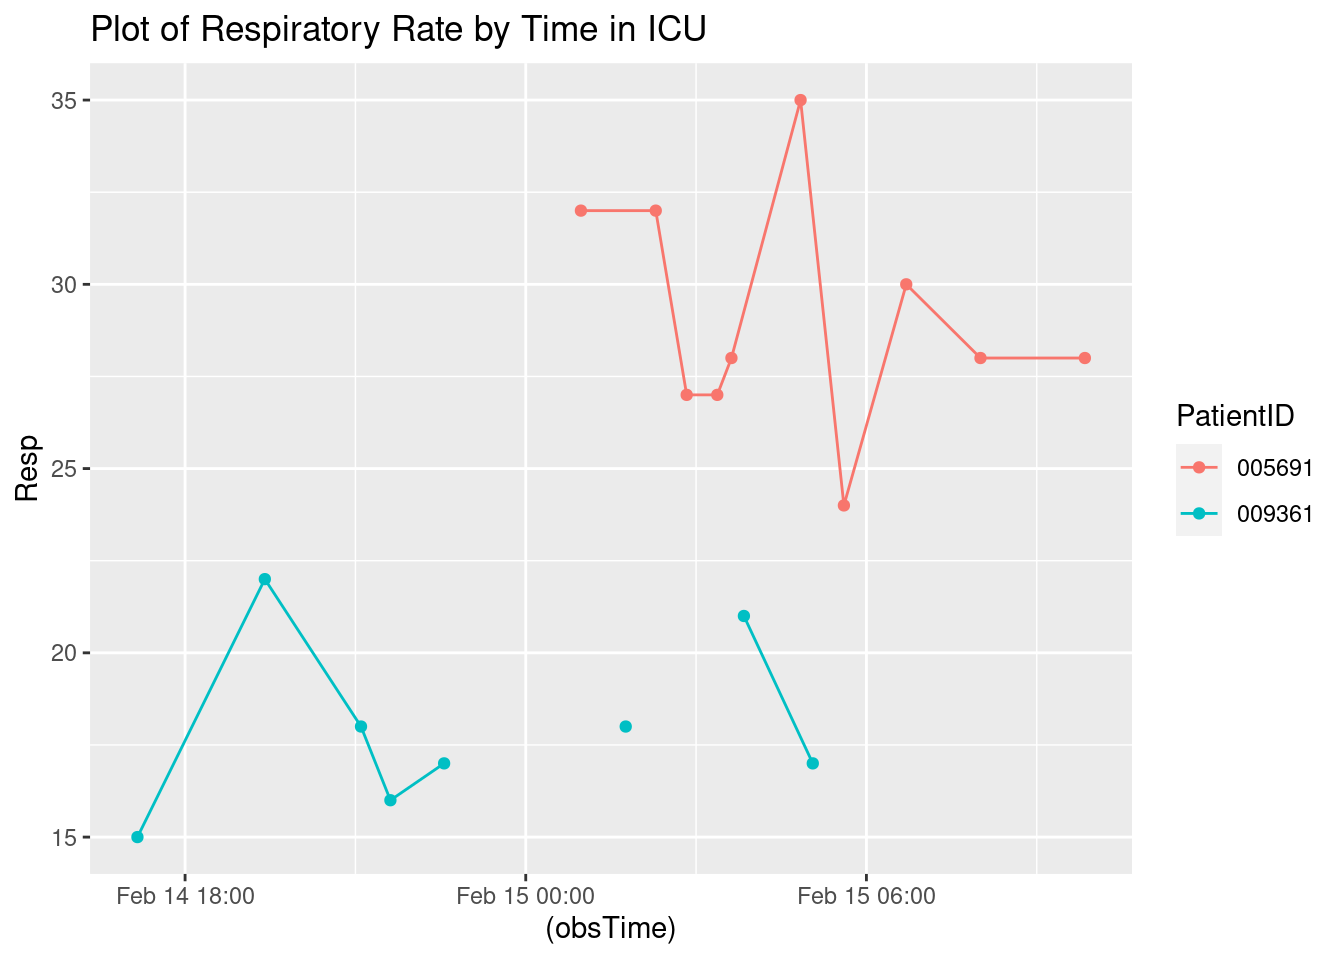 Plot of Respiratory Rate by Time in ICU
35
30
25
20
15
Resp
Feb 14 18:00
Feb 15 00:00
Feb 15 06:00
(obsTime)
PatientID
005691
009361